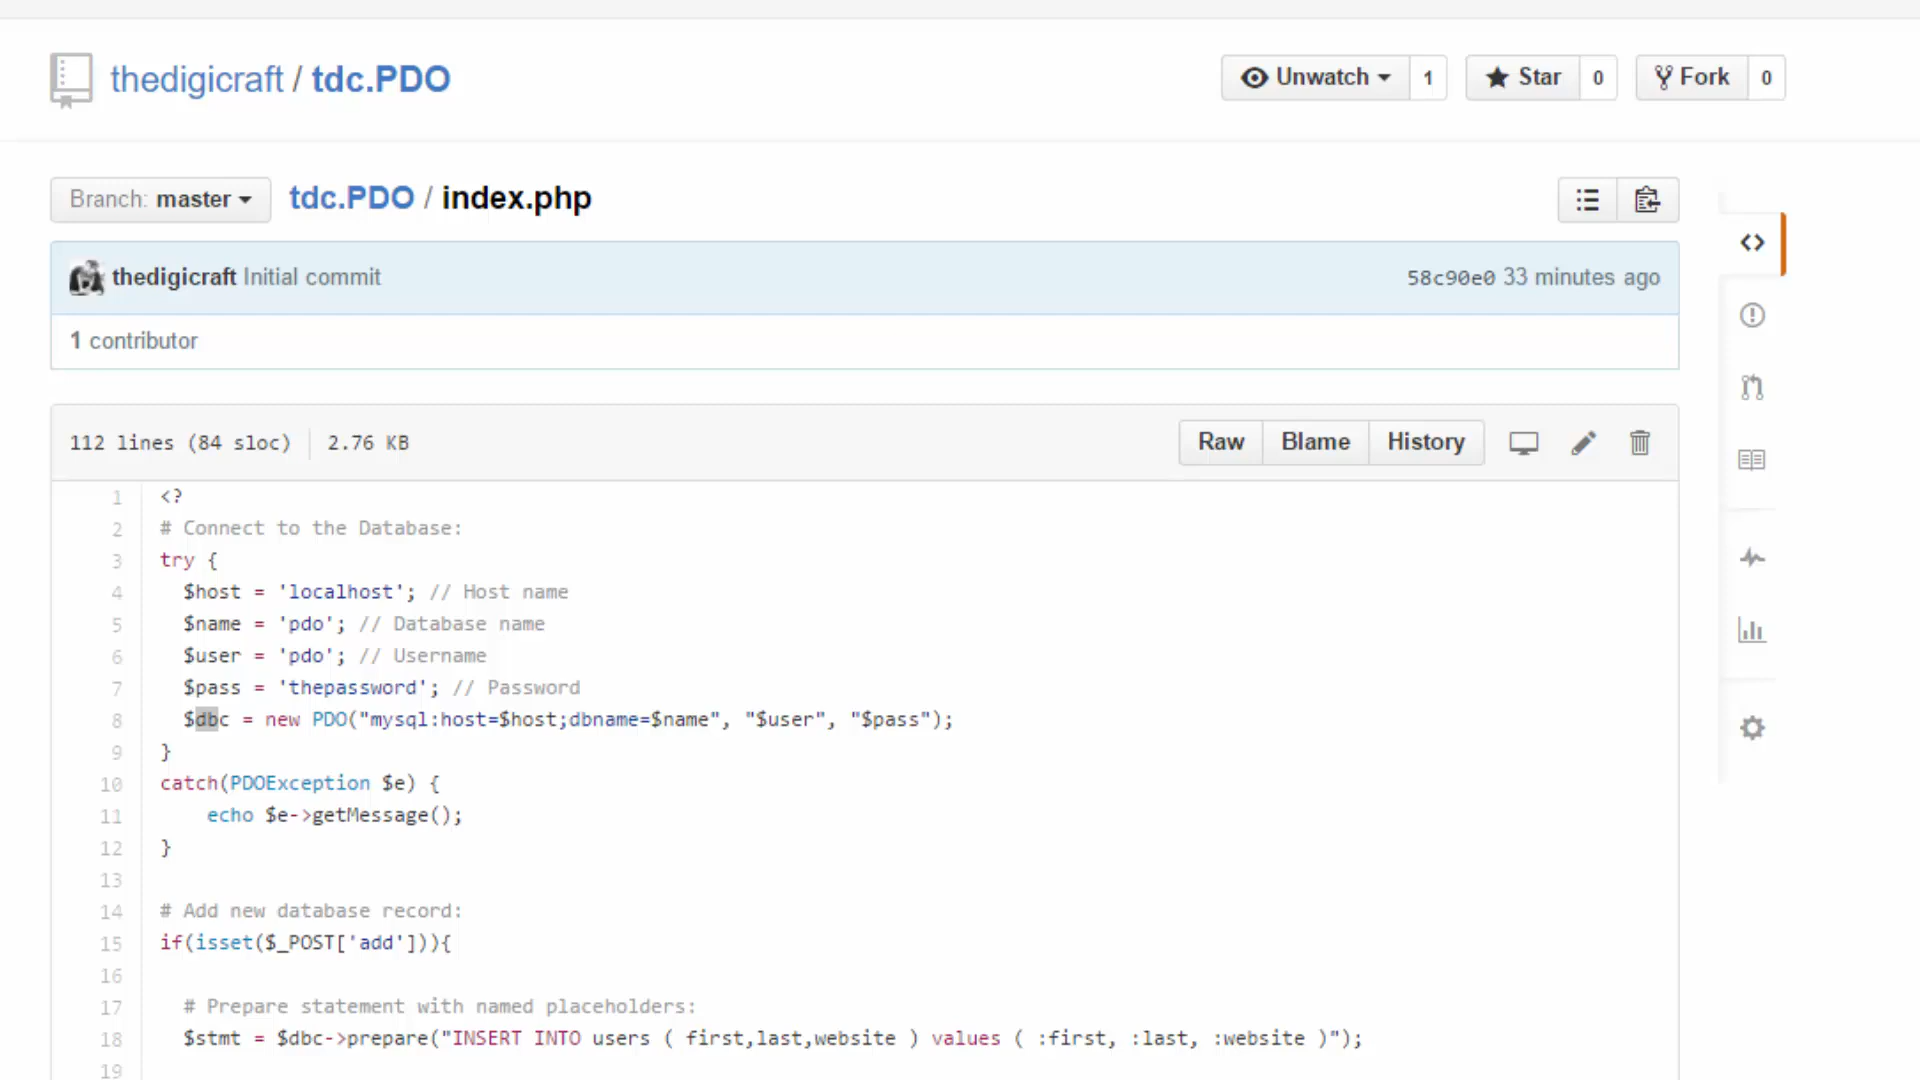 thedigicraft / tdc.PDO
Unwatch 1 Star 0 Fork 0
Branch: master tdc.PDO / index.php
thedigicraft Initial commit 58c90e0 33 minutes ago
1 contributor
112 lines (84 sloc) 2.76 KB Raw Blame History
1 <?
2 # Connect to the Database:
3 try {
4 $host = 'localhost'; // Host name
5 $name = 'pdo'; // Database name
6 $user = 'pdo'; // Username
7 $pass = 'thepassword'; // Password
8 $dbc = new PDO("mysql:host=$host;dbname=$name", "$user", "$pass");
9 }
10 catch(PDOException $e) {
11 echo $e->getMessage();
12 }
13
14 # Add new database record:
15 if(isset($_POST['add'])){
16
17 # Prepare statement with named placeholders:
18 $stmt = $dbc->prepare("INSERT INTO users ( first,last,website ) values ( :first, :last, :website )");
19